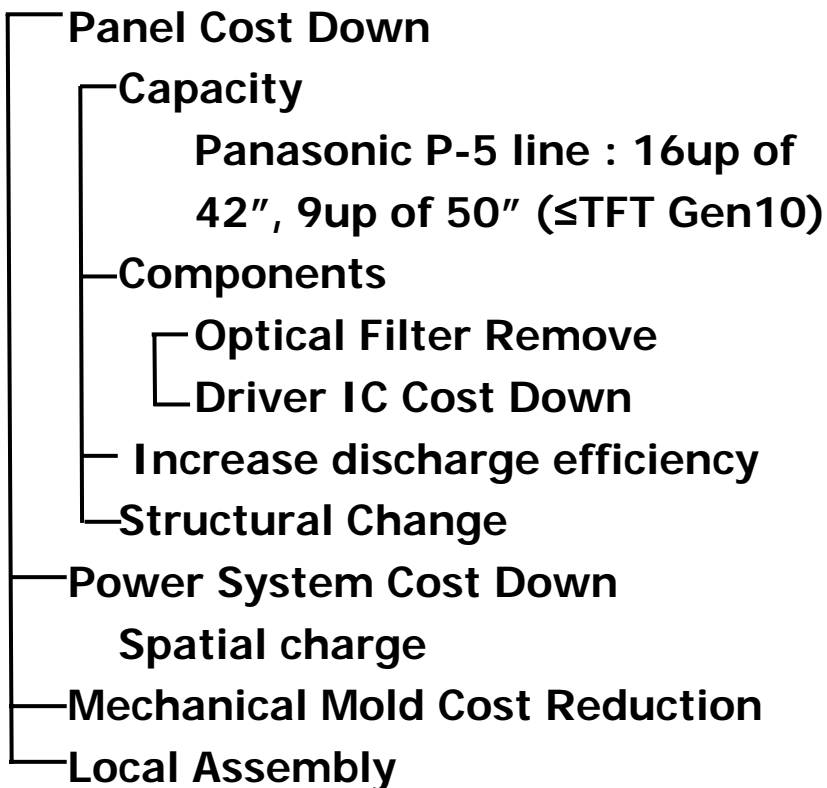 Panel Cost Down
Capacity
Panasonic P-5 line : 16up of
42”, 9up of 50” (≤TFT Gen10)
Components
Optical Filter Remove
Driver IC Cost Down
Increase discharge efficiency
Structural Change
Power System Cost Down
Spatial charge
Mechanical Mold Cost Reduction
Local Assembly